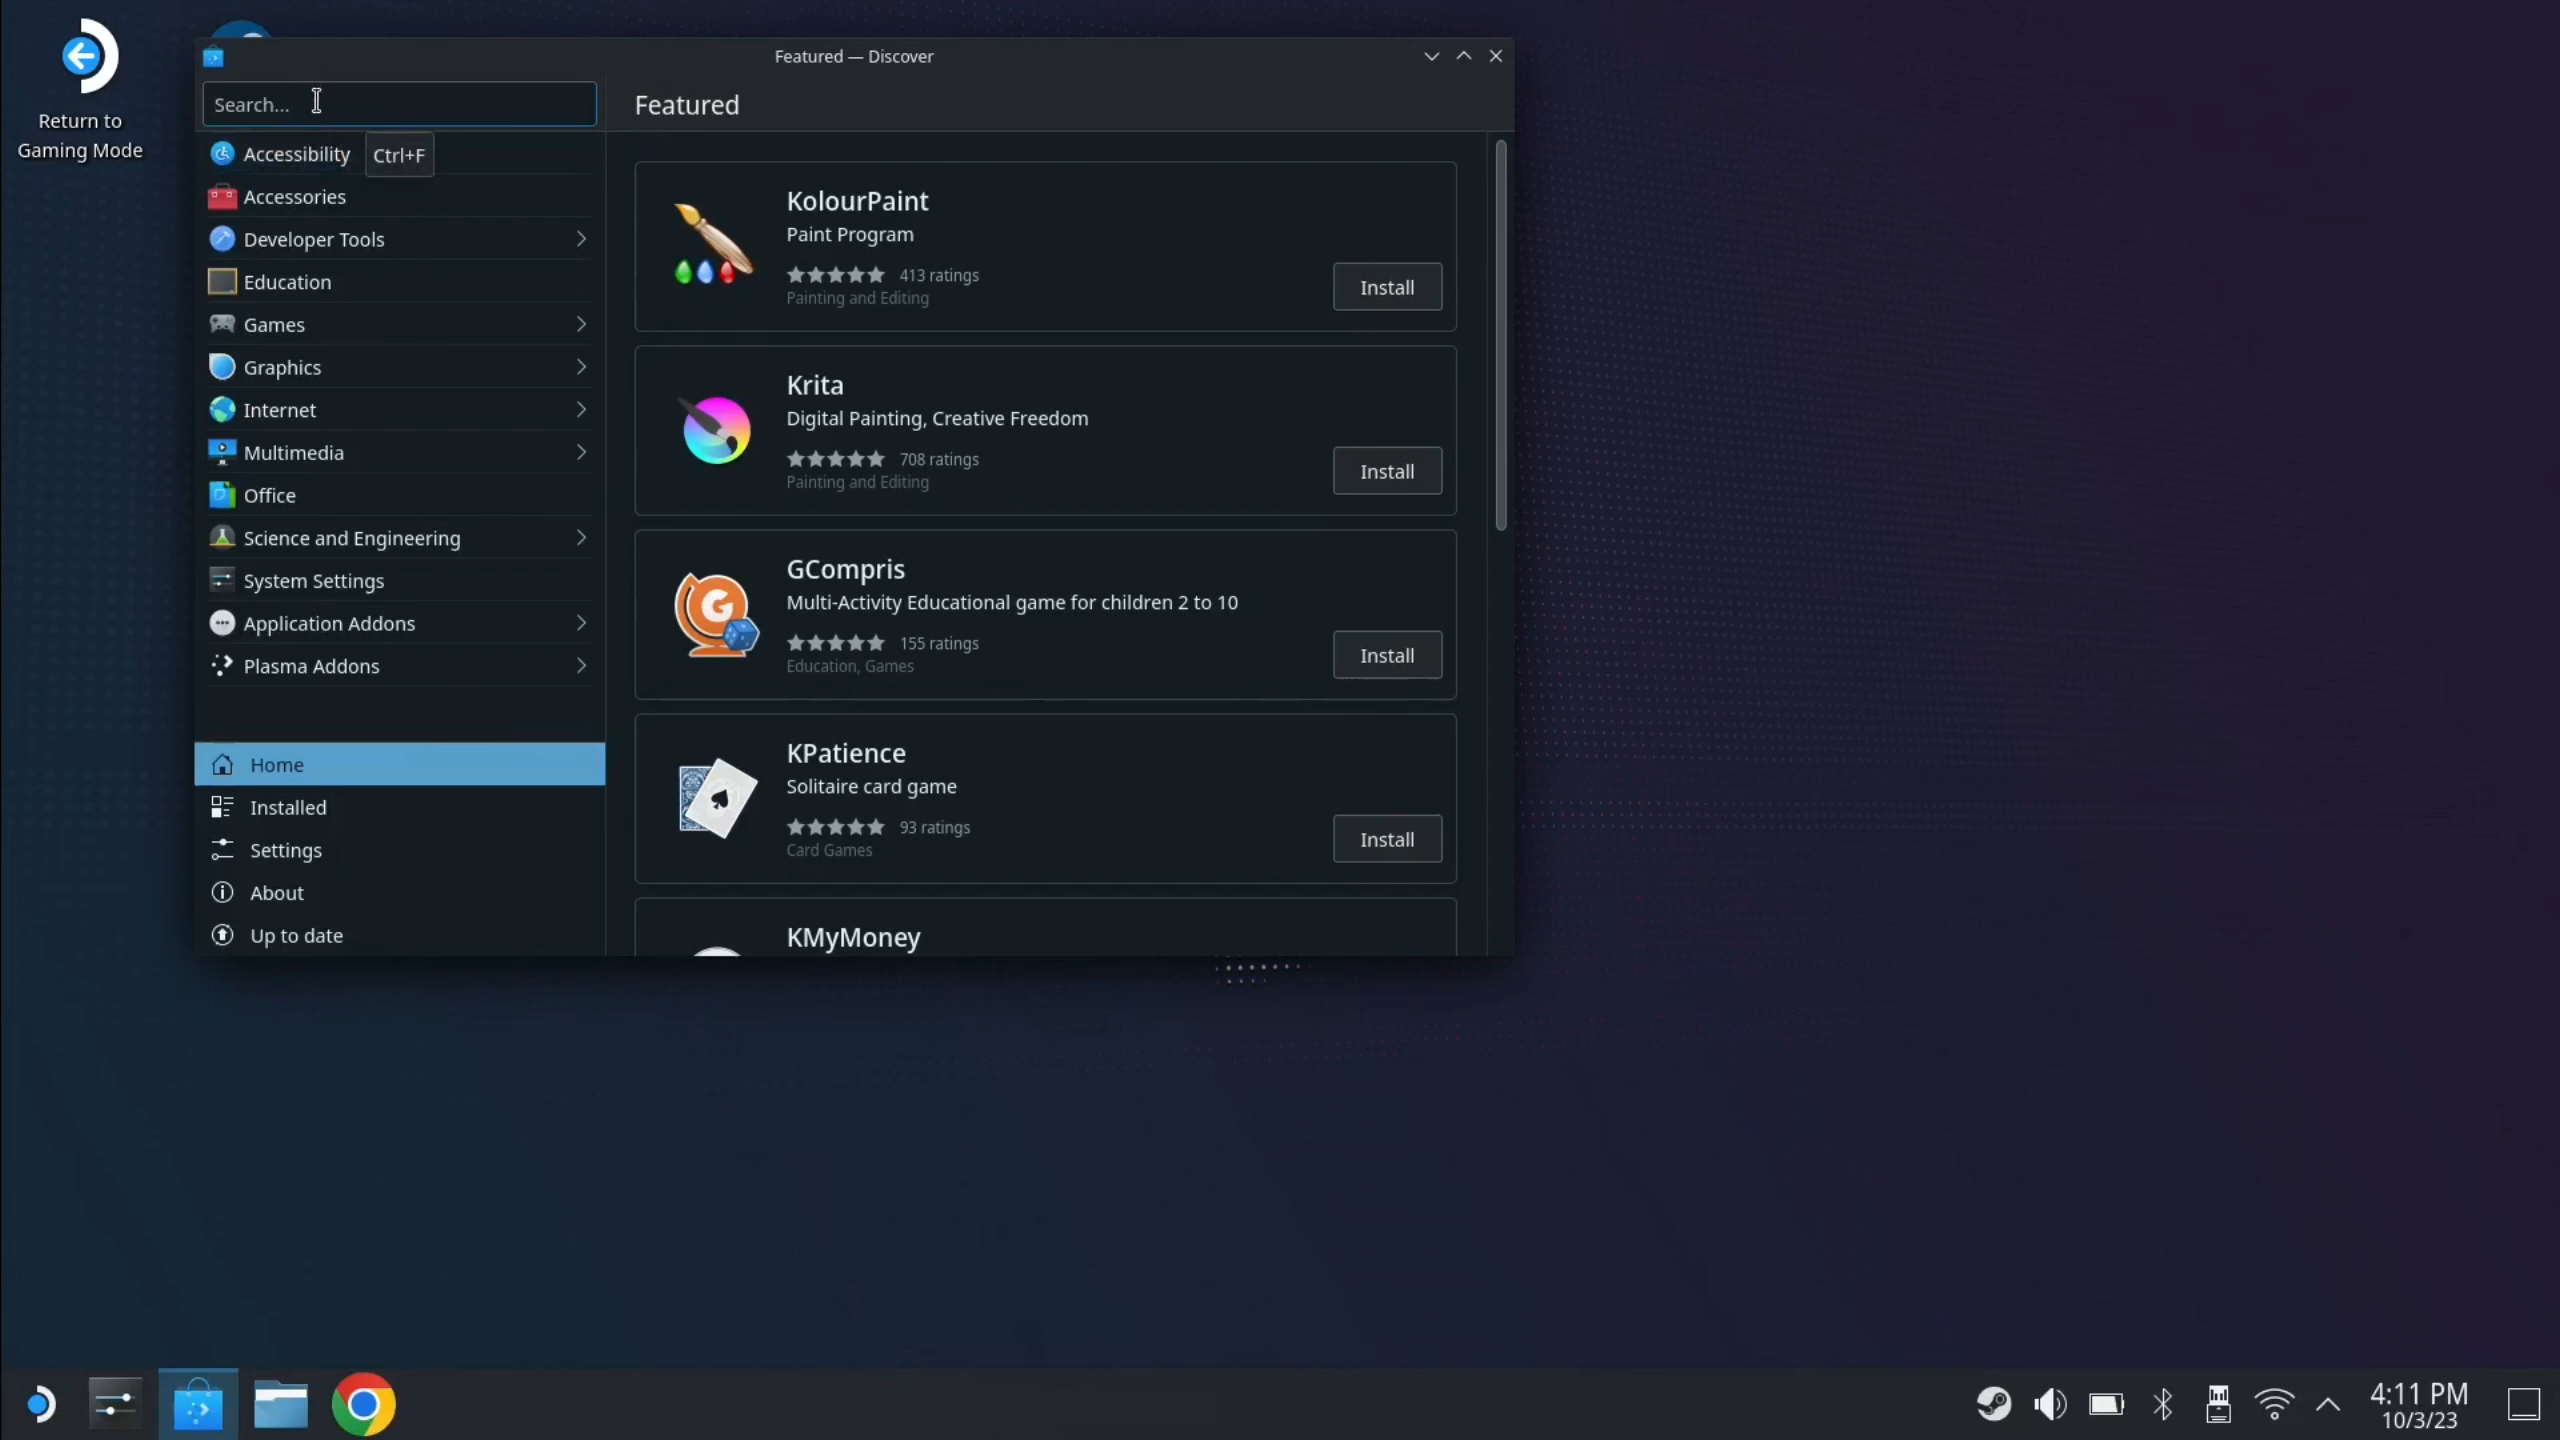 Return to
Gaming Mode
Featured — Discover
Search...
Ctrl+F
Accessibility
Accessories
Developer Tools
Education
Games
Graphics
Internet
Multimedia
Office
Science and Engineering
System Settings
Application Addons
Plasma Addons
Home
Installed
Settings
About
Up to date
Featured
KolourPaint
Paint Program
413 ratings
Painting and Editing
Install
Krita
Digital Painting, Creative Freedom
708 ratings
Painting and Editing
Install
GCompris
Multi-Activity Educational game for children 2 to 10
155 ratings
Education, Games
Install
KPatience
Solitaire card game
93 ratings
Card Games
Install
KMyMoney
4:11 PM
10/3/23